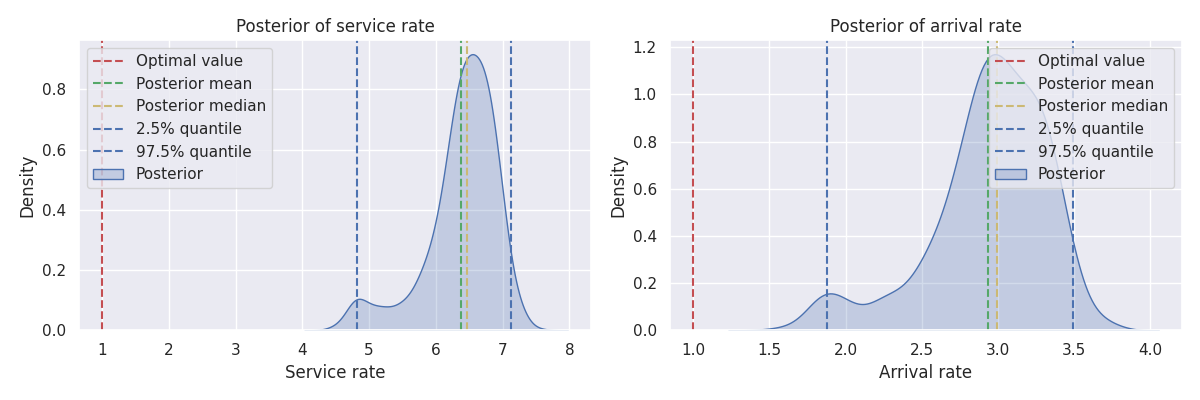 Posterior of service rate
Optimal value
Posterior mean
Posterior median
2.5% quantile
97.5% quantile
Posterior
Density
0.0
0.2
0.4
0.6
0.8
1
2
3
4
5
6
7
8
Service rate
Posterior of arrival rate
Optimal value
Posterior mean
Posterior median
2.5% quantile
97.5% quantile
Posterior
Density
0.0
0.2
0.4
0.6
0.8
1.0
1.2
1.0
1.5
2.0
2.5
3.0
3.5
4.0
Arrival rate